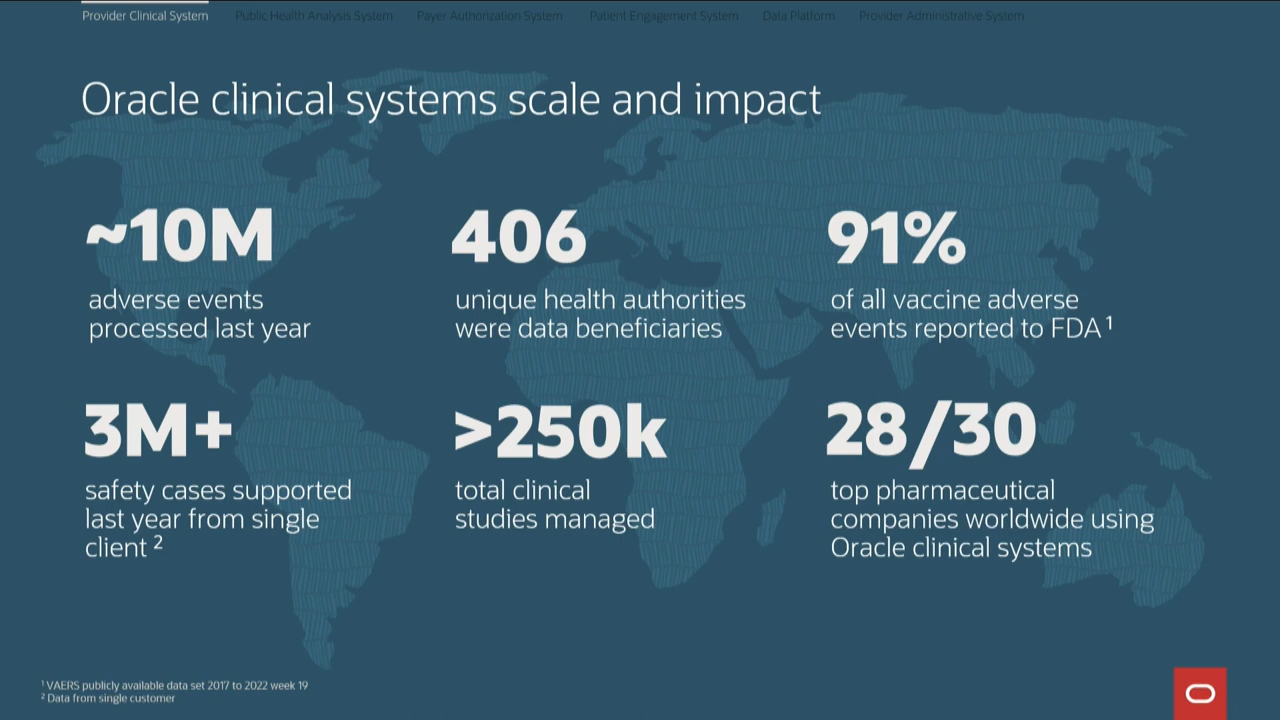 Provider Clinical System Public Health Analysis System Payer Authorization System Patient Engagement System Data Platform Provider Administrative System
Oracle clinical systems scale and impact
~10M
adverse events
processed last year
406
unique health authorities
were data beneficiaries
91%
of all vaccine adverse
events reported to FDA¹
3M+
safety cases supported
last year from single
client ²
>250k
total clinical
studies managed
28/30
top pharmaceutical
companies worldwide using
Oracle clinical systems
¹ VAERS publicly available data set 2017 to 2022 week 19
² Data from single customer